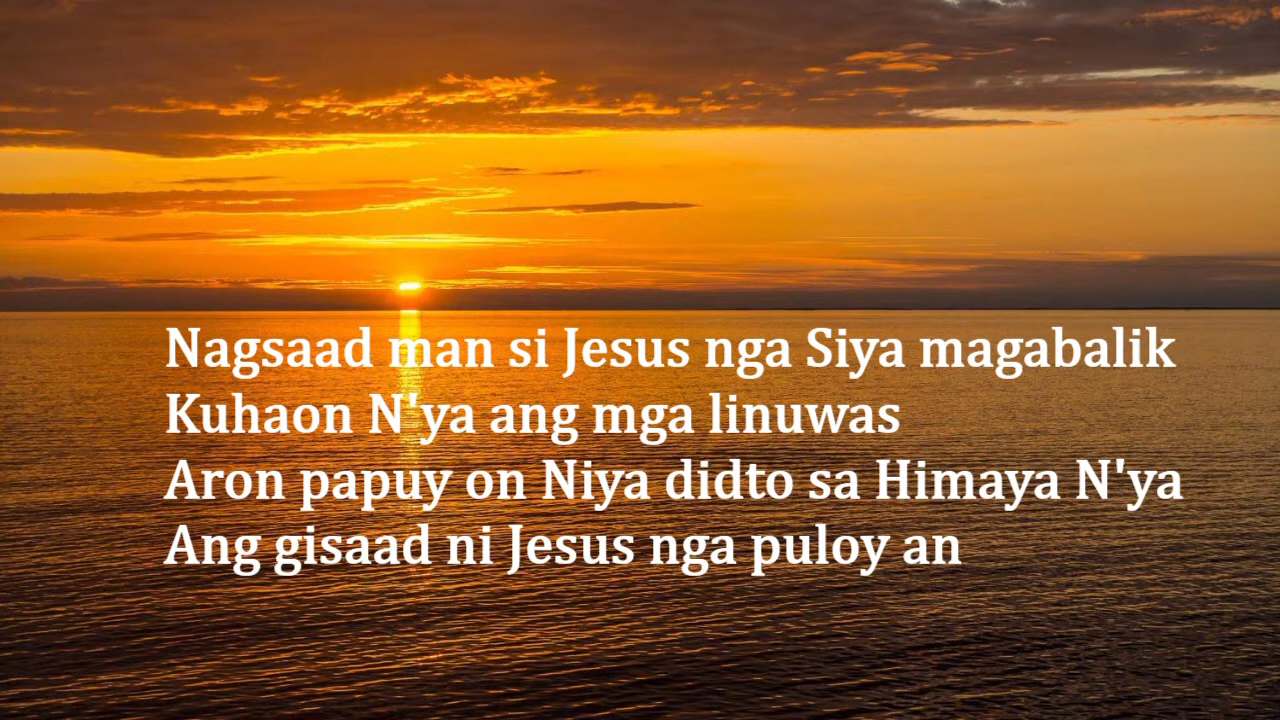 Nagsaad man si Jesus nga Siya magabalik
Kuhaon N'ya ang mga linuwas
Aron papuy on Niya didto sa Himaya N'ya
Ang gisaad ni Jesus nga puloy an